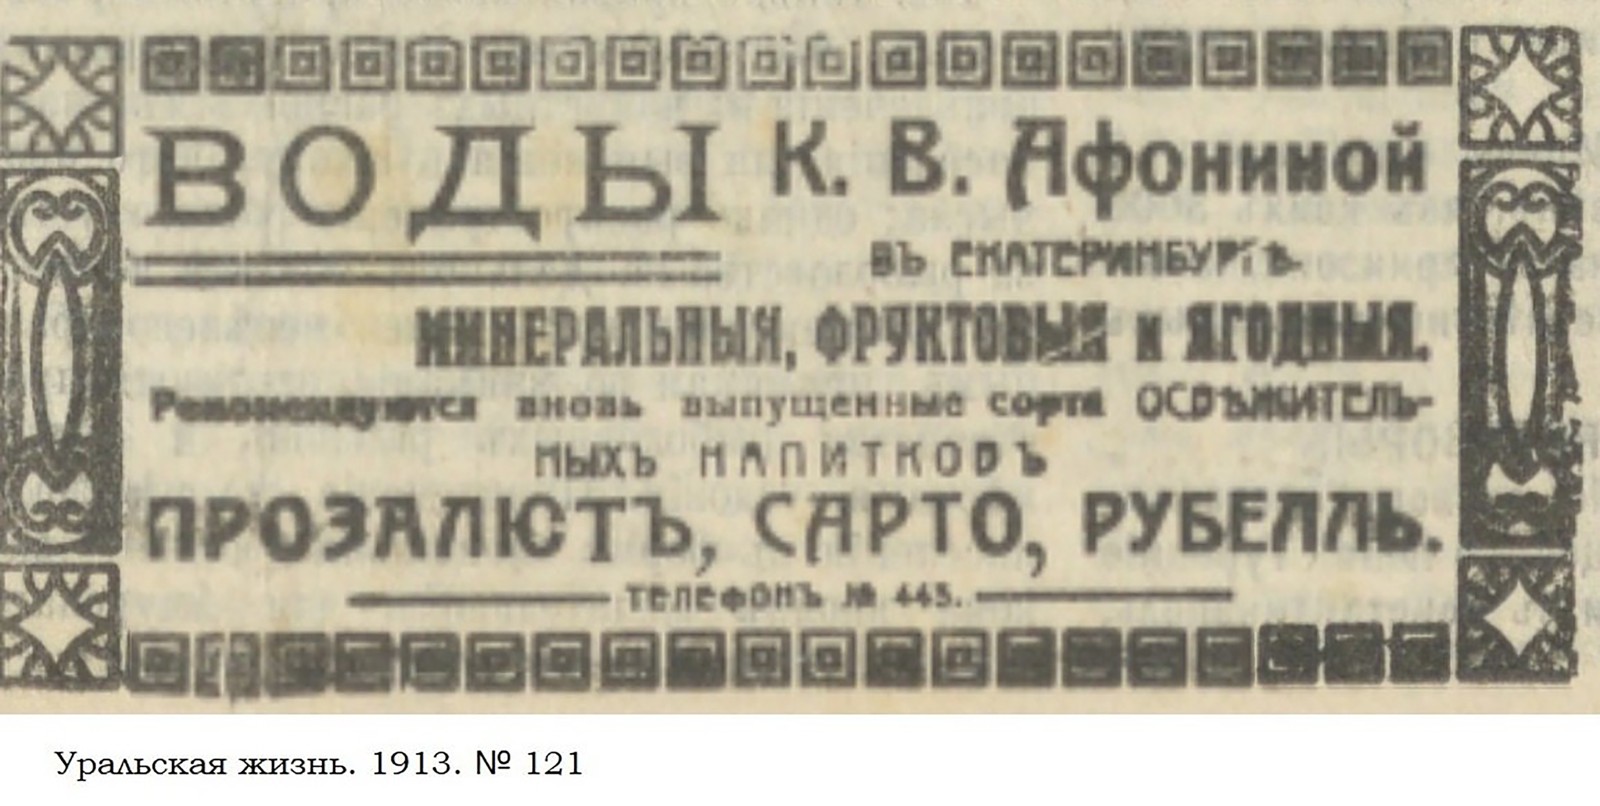 ВОДЫ К. В. Афониной
ВЪ ЕКАТЕРИНБУРГѢ.
МИНЕРАЛЬНЫЯ, ФРУКТОВЫЯ и ЯГОДНЫЯ.
Рекомендуются вновь выпущенные сорта ОСВѢЖИТЕЛЬ-
НЫХЪ НАПИТКОВЪ
ПРОЗАЛЮТЪ, САРТО, РУБЕЛЛЬ.
ТЕЛЕФОНЪ № 445.
Уральская жизнь. 1913. № 121